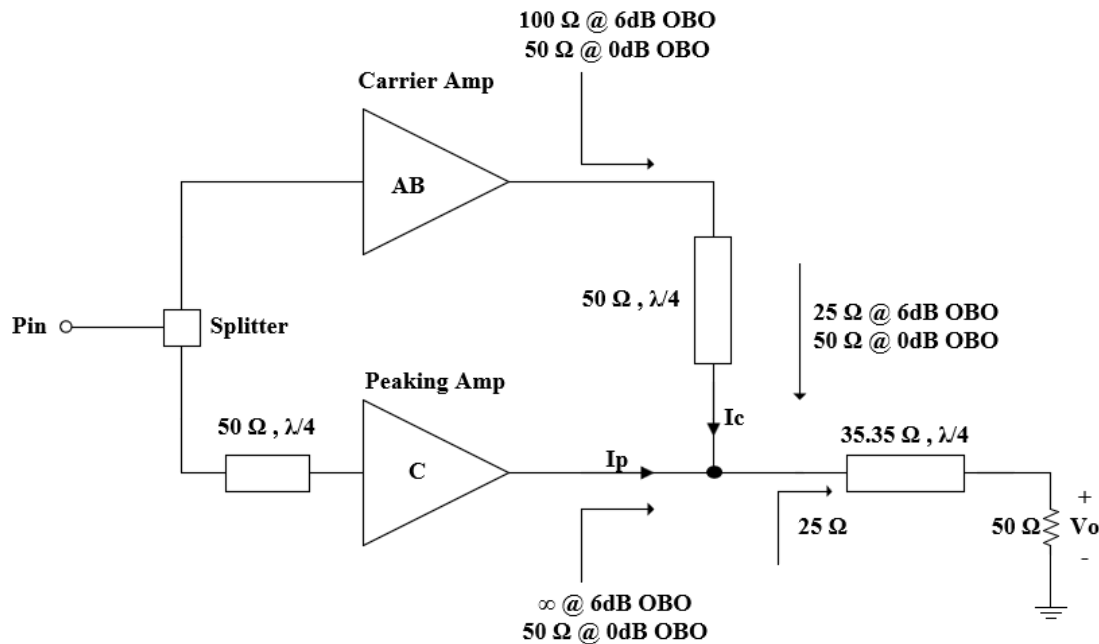 100 Ω @ 6dB OBO
50 Ω @ 0dB OBO
Carrier Amp
AB
50 Ω , λ/4
25 Ω @ 6dB OBO
50 Ω @ 0dB OBO
Pin
Splitter
Peaking Amp
50 Ω , λ/4
C
Ip
Ic
35.35 Ω , λ/4
25 Ω
50 Ω
+
Vo
-
∞ @ 6dB OBO
50 Ω @ 0dB OBO